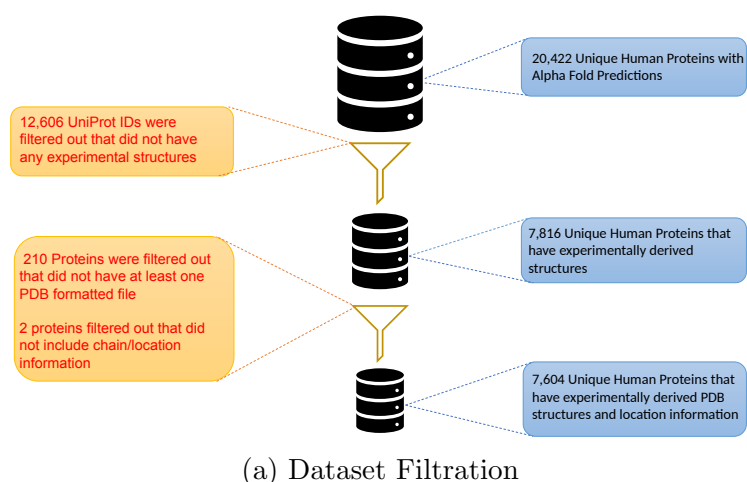 20,422 Unique Human Proteins with
Alpha Fold Predictions
12,606 UniProt IDs were
filtered out that did not have
any experimental structures
7,816 Unique Human Proteins that
have experimentally derived
structures
210 Proteins were filtered out
that did not have at least one
PDB formatted file
2 proteins filtered out that did
not include chain/location
information
7,604 Unique Human Proteins that
have experimentally derived PDB
structures and location information
(a) Dataset Filtration